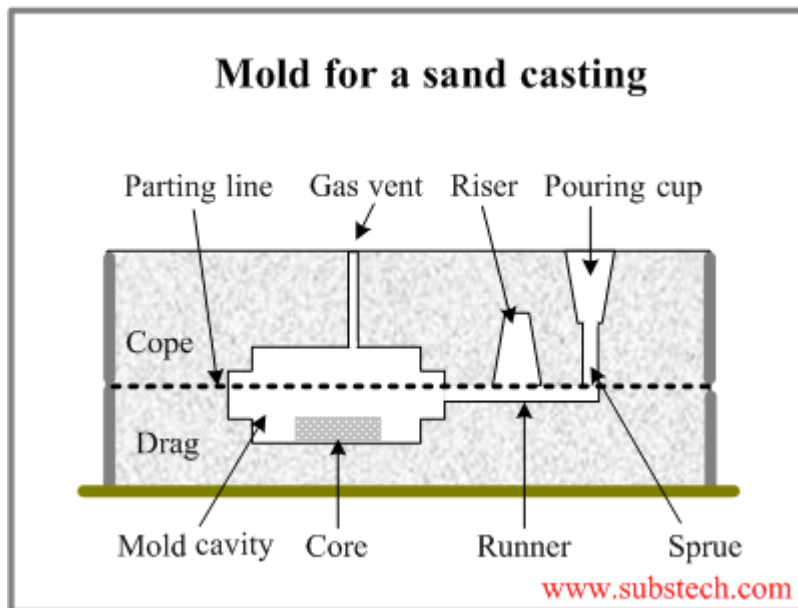 Mold for a sand casting
Parting line Gas vent Riser Pouring cup
Cope
Drag
Mold cavity Core Runner Sprue
www.substech.com